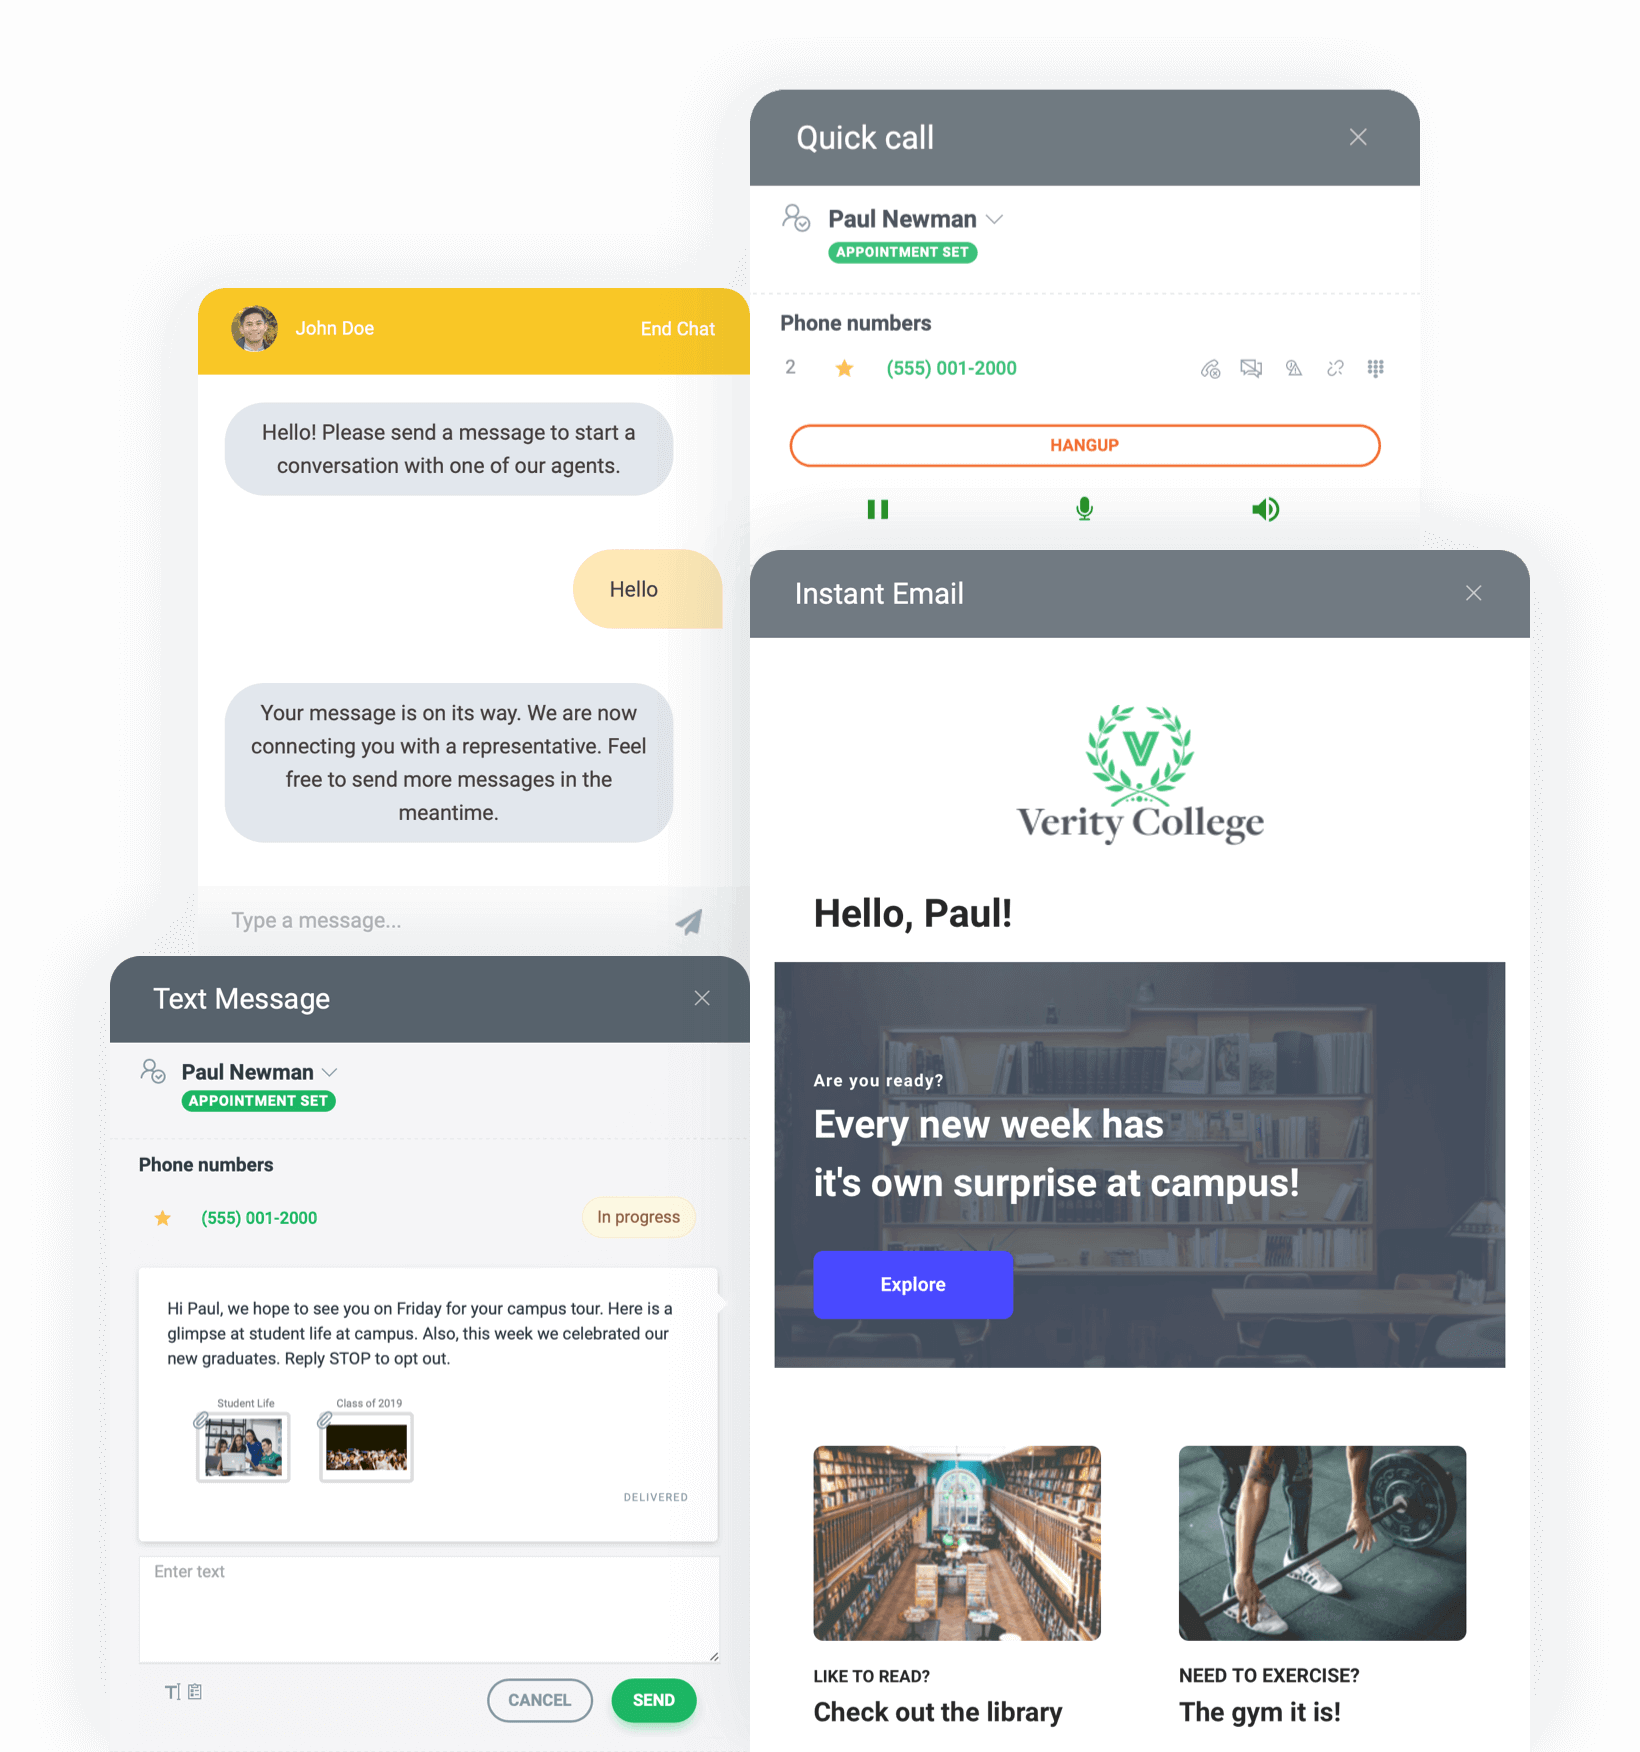 Quick call
Paul Newman
APPOINTMENT SET
Phone numbers
2
(555) 001-2000
HANGUP
John Doe
End Chat
Hello! Please send a message to start a
conversation with one of our agents.
Hello
Your message is on its way. We are now
connecting you with a representative. Feel
free to send more messages in the
meantime.
Type a message...
Text Message
Paul Newman
APPOINTMENT SET
Phone numbers
(555) 001-2000
In progress
Hi Paul, we hope to see you on Friday for your campus tour. Here is a
glimpse at student life at campus. Also, this week we celebrated our
new graduates. Reply STOP to opt out.
Student Life
Class of 2019
DELIVERED
Enter text
CANCEL
SEND
Instant Email
V
Verity College
Hello, Paul!
Are you ready?
Every new week has
it's own surprise at campus!
Explore
LIKE TO READ?
Check out the library
NEED TO EXERCISE?
The gym it is!